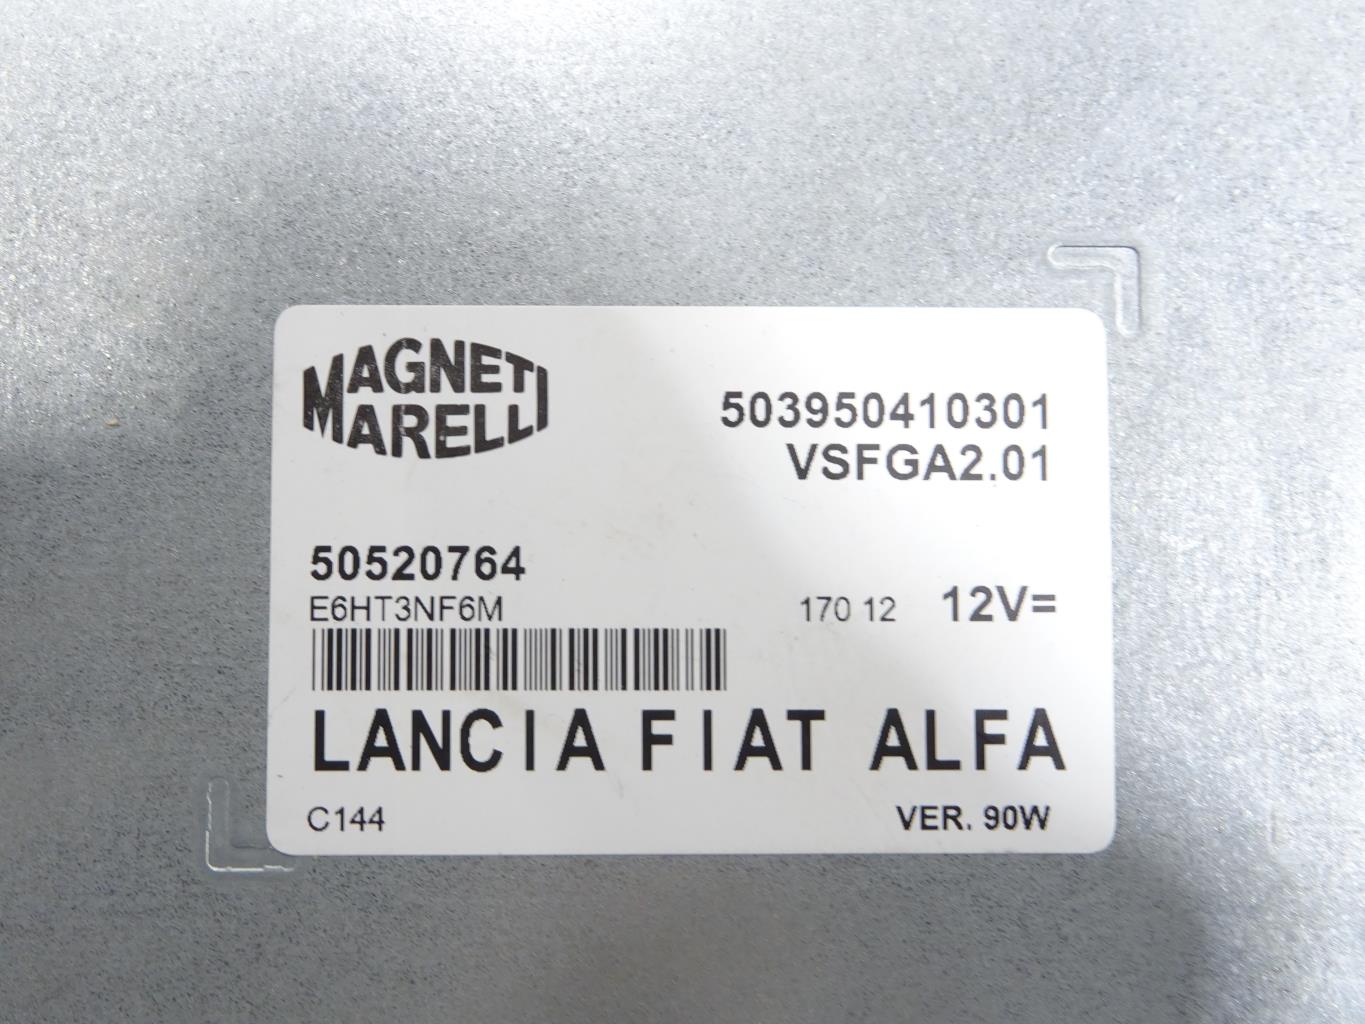 MAGNETI
MARELLI
503950410301
VSFGA2.01
50520764
E6HT3NF6M
170 12 12V=
LANCIA FIAT ALFA
C144 VER. 90W